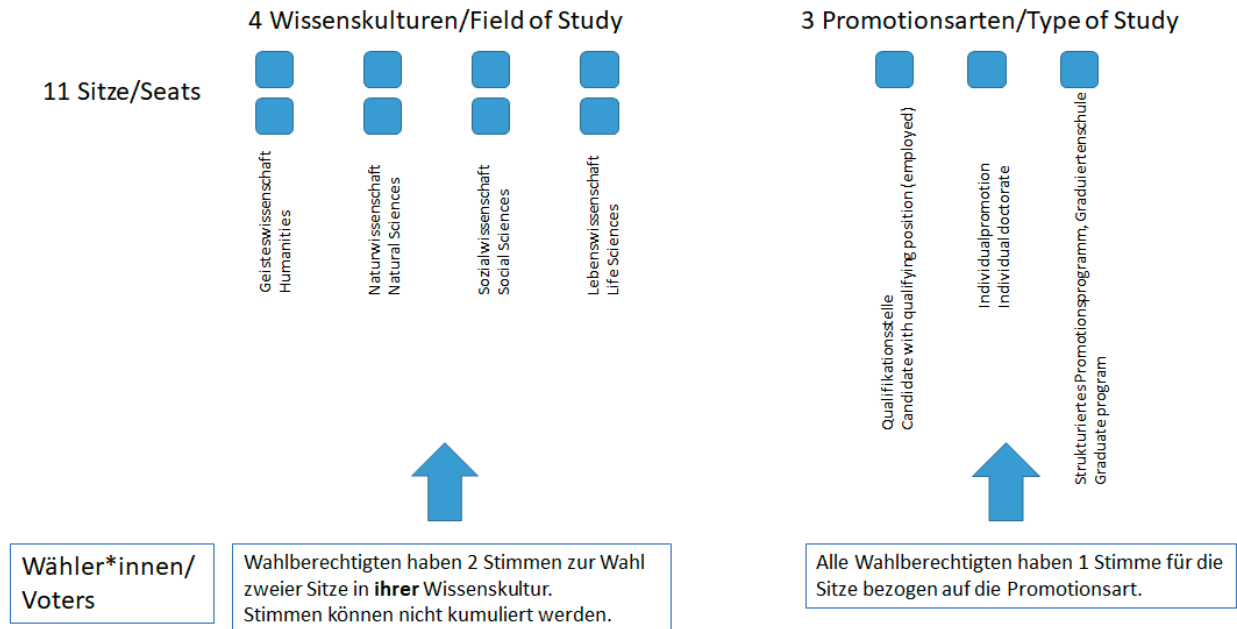 4 Wissenskulturen/Field of Study
3 Promotionsarten/Type of Study
11 Sitze/Seats
Geisteswissenschaft
Humanities
Naturwissenschaft
Natural Sciences
Sozialwissenschaft
Social Sciences
Lebenswissenschaft
Life Sciences
Qualifikationsstelle
Candidate with qualifying position (employed)
Individualpromotion
Individual doctorate
Strukturiertes Promotionsprogramm, Graduiertenschule
Graduate program
Wähler*innen/
Voters
Wahlberechtigten haben 2 Stimmen zur Wahl
zweier Sitze in ihrer Wissenskultur.
Stimmen können nicht kumuliert werden.
Alle Wahlberechtigten haben 1 Stimme für die
Sitze bezogen auf die Promotionsart.